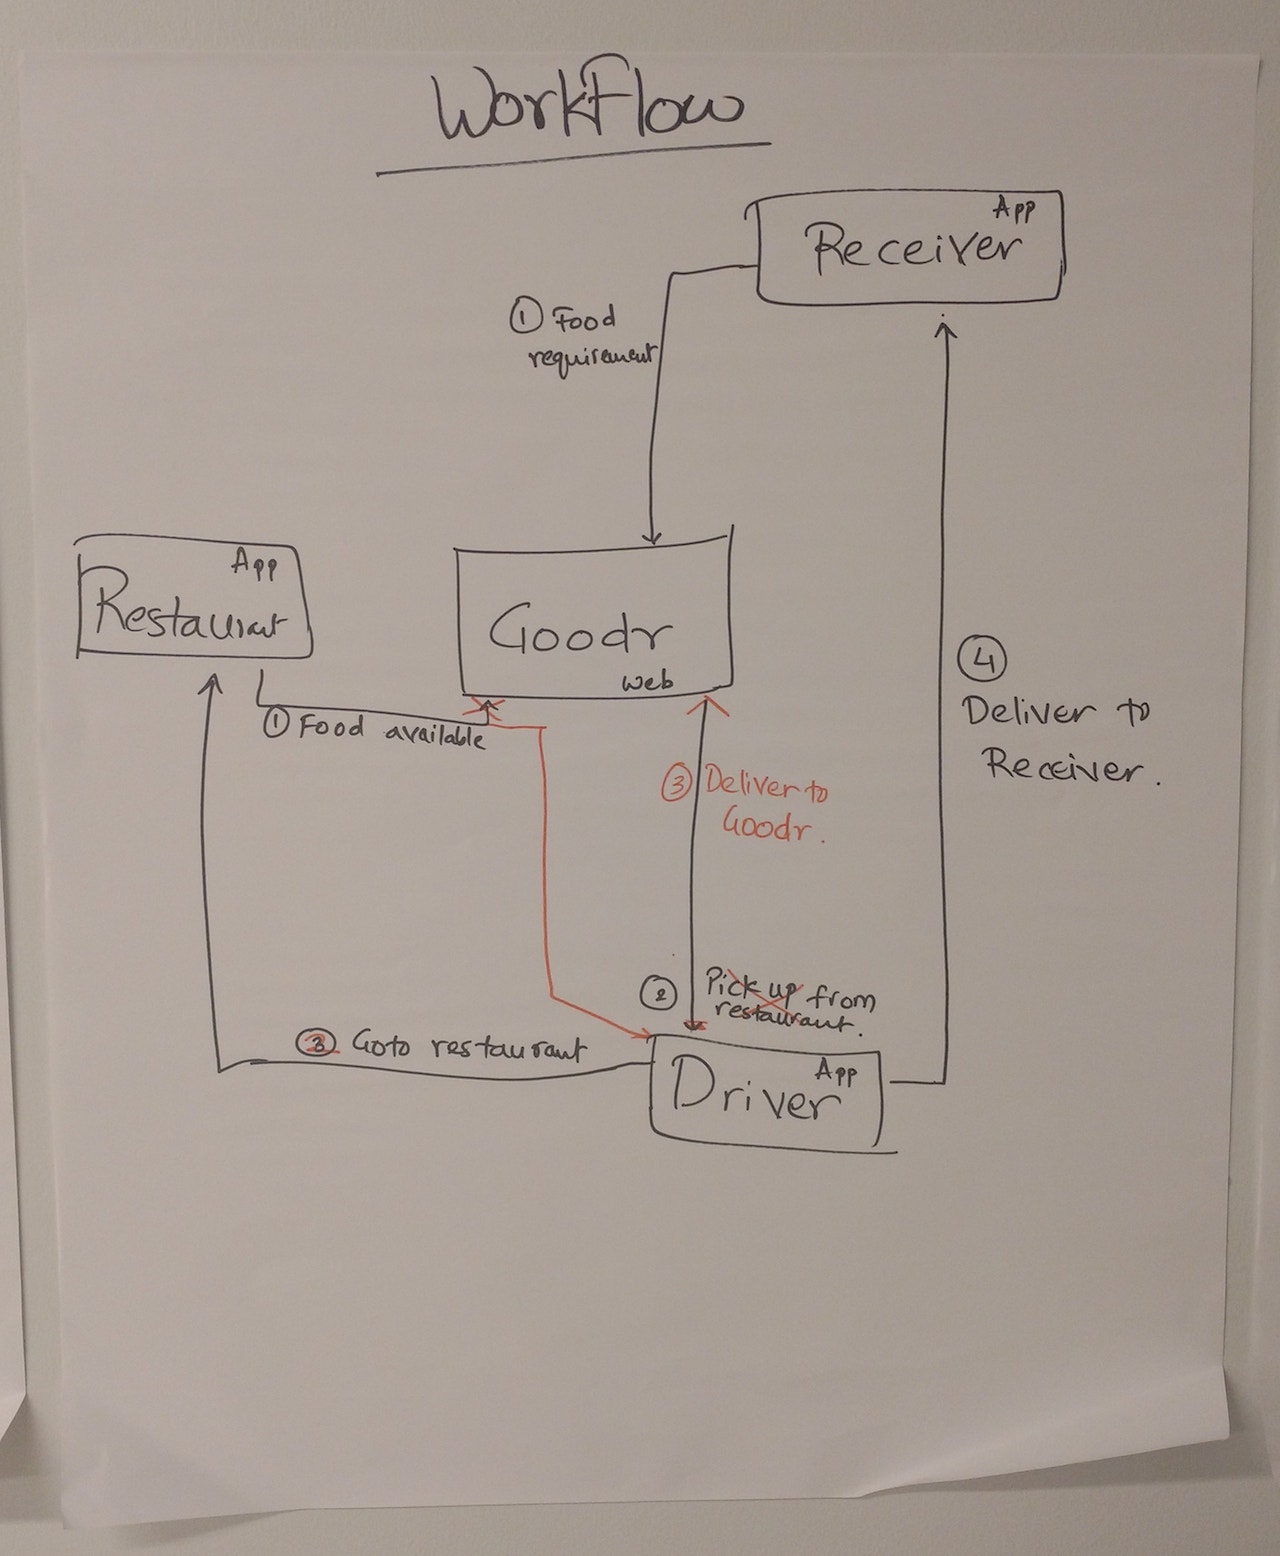 WorkFlow
App
Receiver
① Food
requirement
App
Restaurant
Goodr
web
① Food available
③ Deliver to
Goodr.
④
Deliver to
Receiver.
② Pick up from
restaurant.
③ Goto restaurant
App
Driver